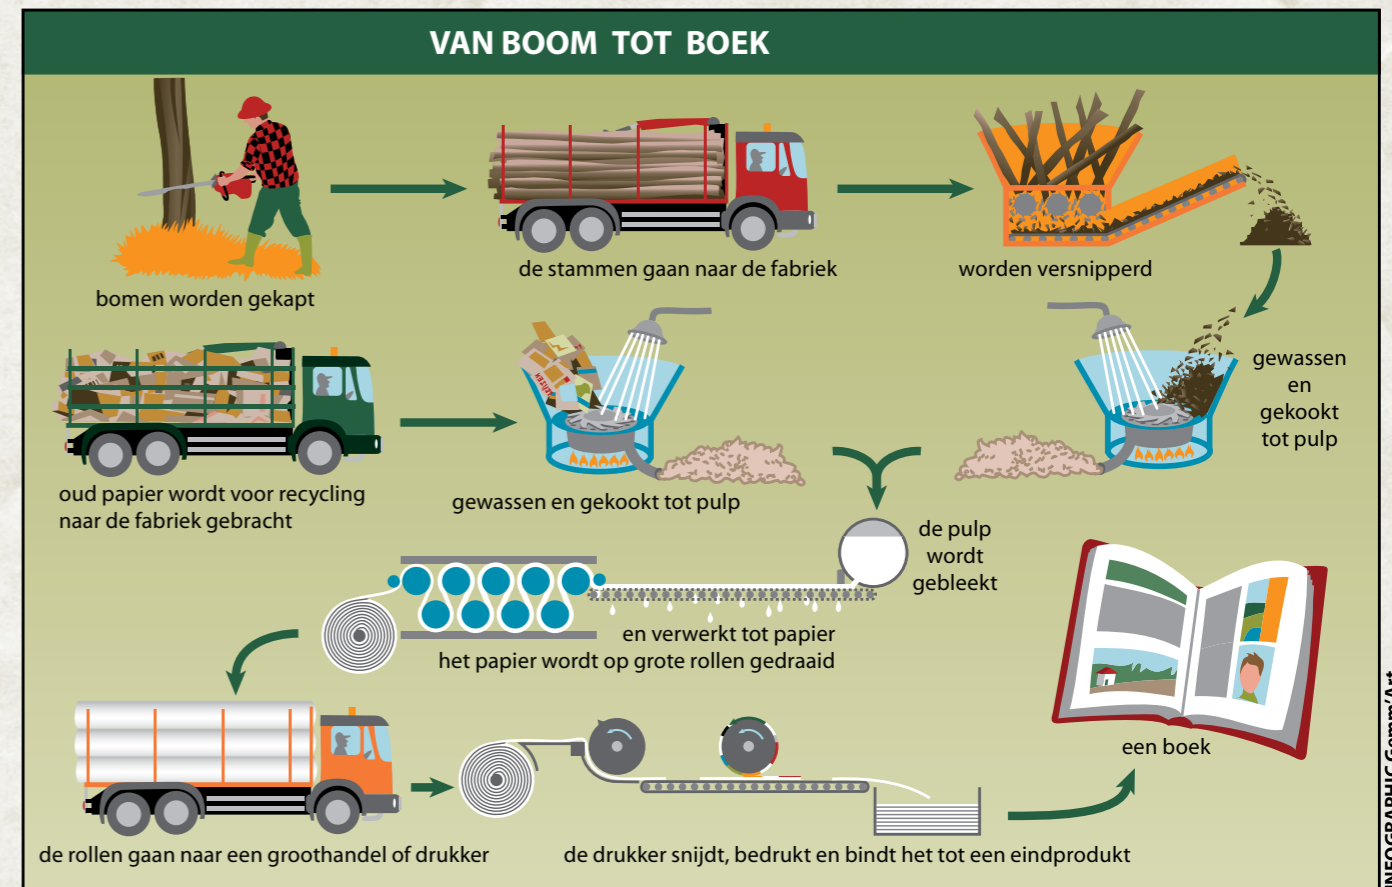 VAN BOOM TOT BOEK
bomen worden gekapt
de stammen gaan naar de fabriek
worden versnipperd
gewassen
en
gekookt
tot pulp
oud papier wordt voor recycling
naar de fabriek gebracht
gewassen en gekookt tot pulp
de pulp
wordt
gebleekt
en verwerkt tot papier
het papier wordt op grote rollen gedraaid
de rollen gaan naar een groothandel of drukker
de drukker snijdt, bedrukt en bindt het tot een eindprodukt
een boek